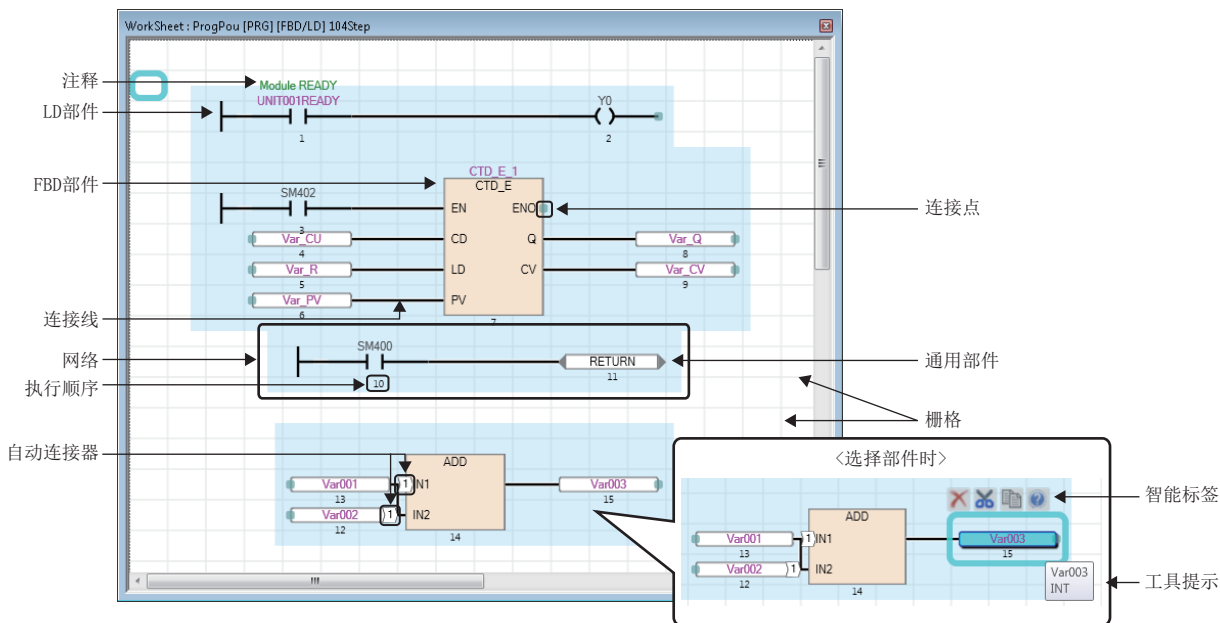 WorkSheet : ProgPou [PRG] [FBD/LD] 104Step
注释
Module READY
LD部件
UNIT001READY
Y0
1
2
FBD部件
CTD_E_1
CTD_E
SM402
EN
ENO
连接点
3
Var_CU
CD
Q
Var_Q
4
8
Var_R
LD
CV
Var_CV
5
9
Var_PV
PV
6
7
连接线
网络
SM400
RETURN
通用部件
执行顺序
10
11
栅格
自动连接器
ADD
Var001
1
IN1
Var003
13
15
Var002
1
IN2
12
14
<选择部件时>
智能标签
ADD
Var001
1
IN1
Var003
13
15
Var002
1
IN2
12
14
Var003
INT
工具提示